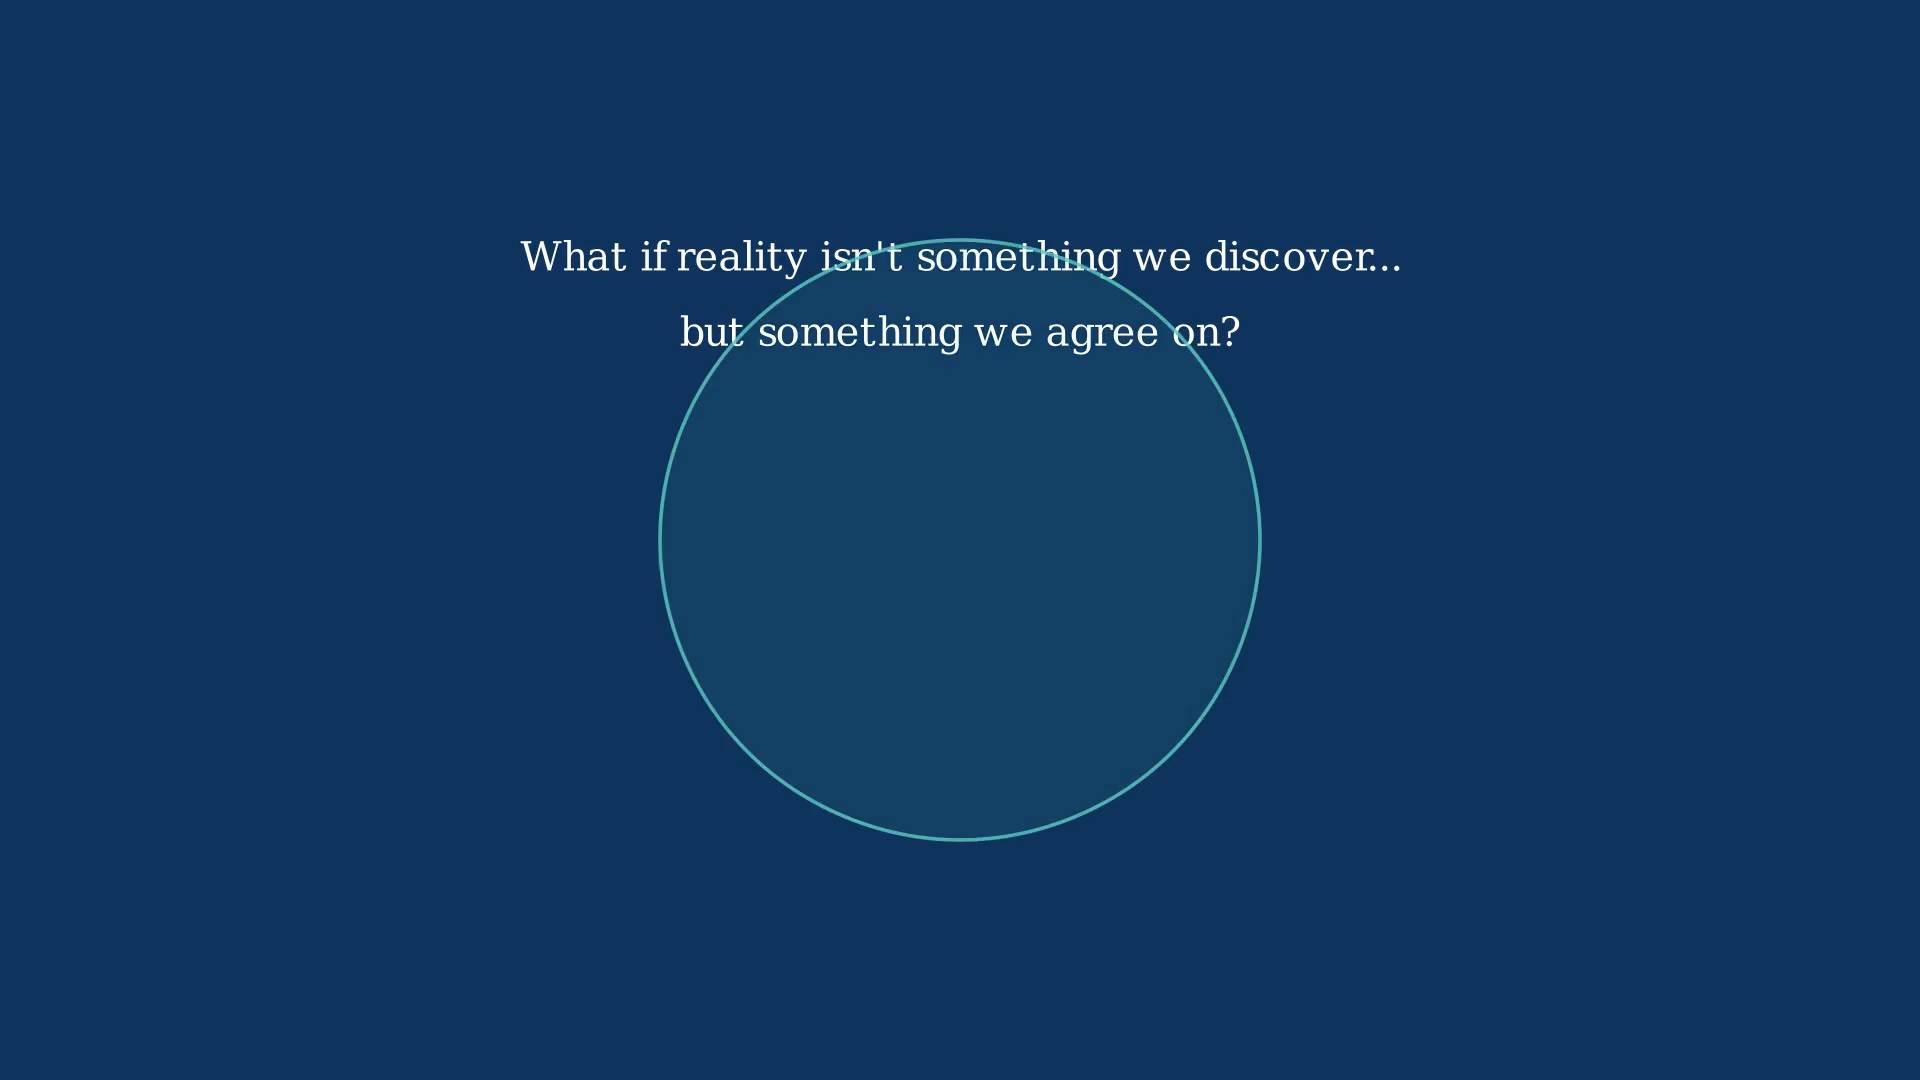 What if reality isn't something we discover...
but something we agree on?